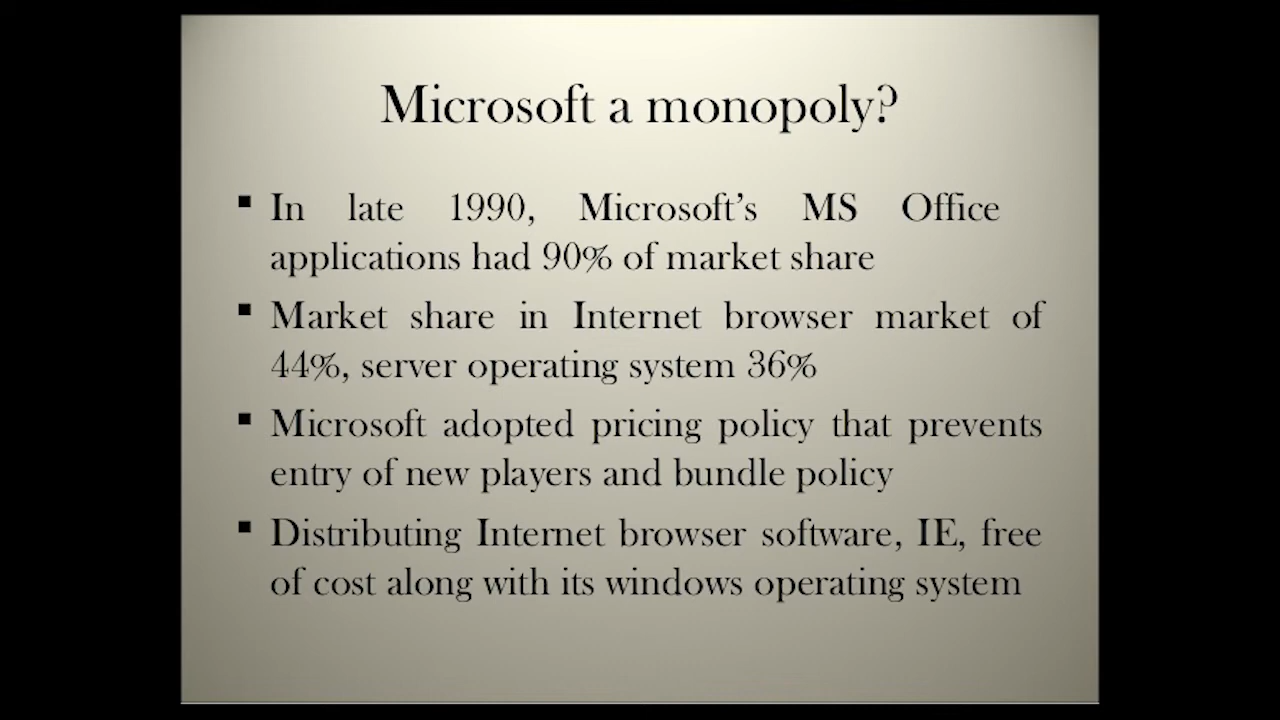 Microsoft a monopoly?
▪ In late 1990, Microsoft’s MS Office
applications had 90% of market share
▪ Market share in Internet browser market of
44%, server operating system 36%
▪ Microsoft adopted pricing policy that prevents
entry of new players and bundle policy
▪ Distributing Internet browser software, IE, free
of cost along with its windows operating system